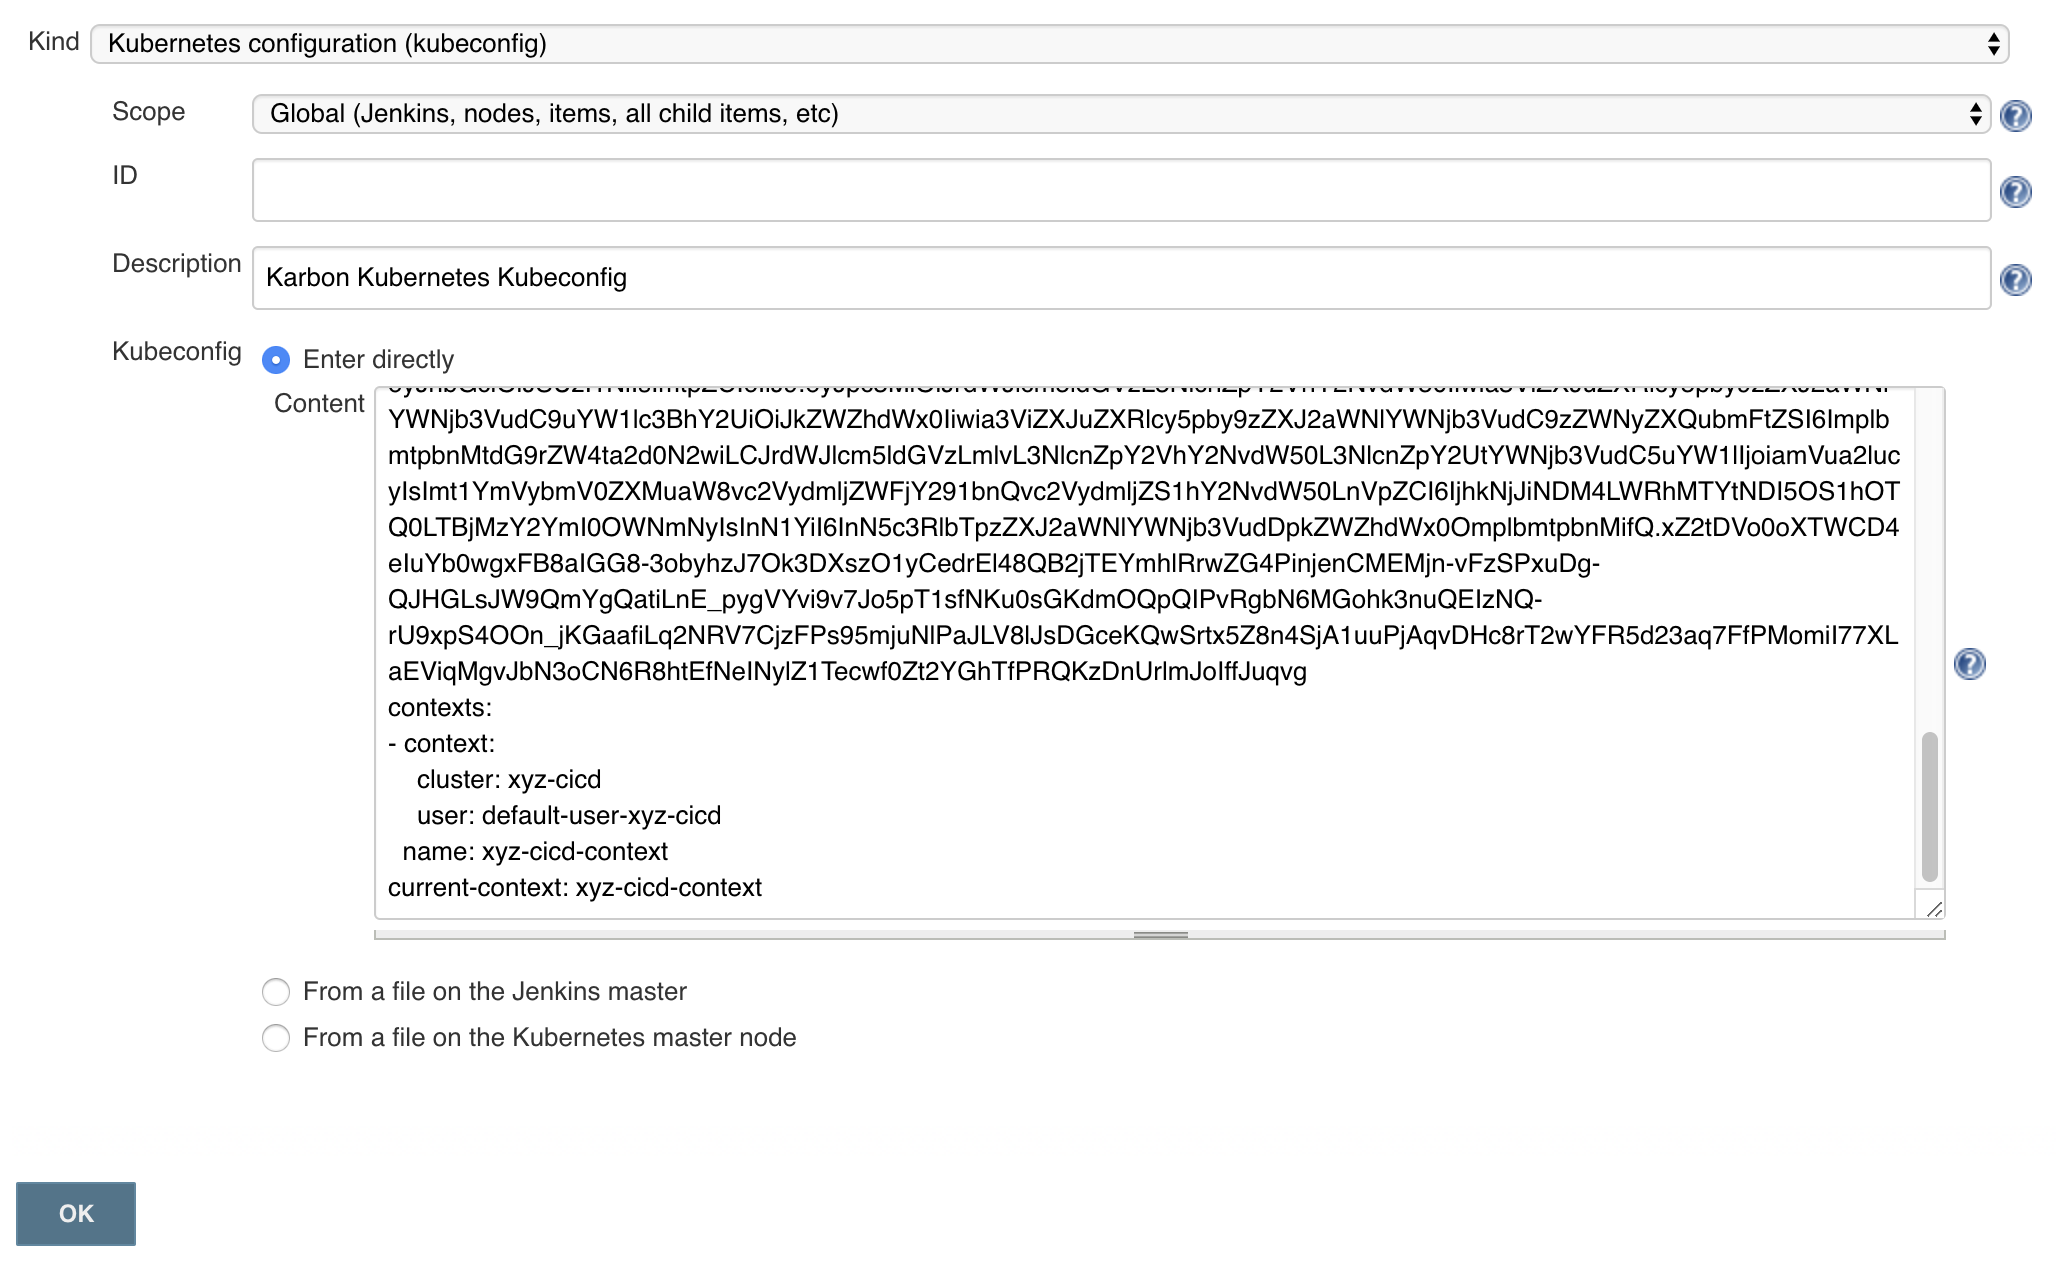 Kind Kubernetes configuration (kubeconfig)
Scope Global (Jenkins, nodes, items, all child items, etc)
ID
Description Karbon Kubernetes Kubeconfig
Kubeconfig Enter directly
Content
YWNjb3VudC9uYW1lc3BhY2UiOiJkZWZhdWx0Iiwia3ViZXJuZXRlcy5pby9zZXJ2aWNlYWNjb3VudC9zZWNyZXQubmFtZSI6Implb
mtpbnMtdG9rZW4ta2d0N2wiLCJrdWJlcm5ldGVzLmlvL3NlcnZpY2VhY2NvdW50L3NlcnZpY2UtYWNjb3VudC5uYW1lIjoiamVua2luc
yIsImt1YmVybmV0ZXMuaW8vc2VydmljZWFjY291bnQvc2VydmljZS1hY2NvdW50LnVpZCI6IjhkNjJiNDM4LWRhMTYtNDI5OS1hOT
Q0LTBjMzY2YmI0OWNmNyIsInN1YiI6InN5c3RlbTpzZXJ2aWNlYWNjb3VudDpkZWZhdWx0OmplbmtpbnMifQ.xZ2tDVo0oXTWCD4
eIuYb0wgxFB8aIGG8-3obyhzJ7Ok3DXszO1yCedrEl48QB2jTEYmhlRrwZG4PinjenCMEMjn-vFzSPxuDg-
QJHGLsJW9QmYgQatiLnE_pygVYvi9v7Jo5pT1sfNKu0sGKdmOQpQIPvRgbN6MGohk3nuQEIzNQ-
rU9xpS4OOn_jKGaafiLq2NRV7CjzFPs95mjuNlPaJLV8lJsDGceKQwSrtx5Z8n4SjA1uuPjAqvDHc8rT2wYFR5d23aq7FfPMomiI77XL
aEViqMgvJbN3oCN6R8htEfNeINylZ1Tecwf0Zt2YGhTfPRQKzDnUrlmJoIffJuqvg
contexts:
- context:
    cluster: xyz-cicd
    user: default-user-xyz-cicd
  name: xyz-cicd-context
current-context: xyz-cicd-context
From a file on the Jenkins master
From a file on the Kubernetes master node
OK